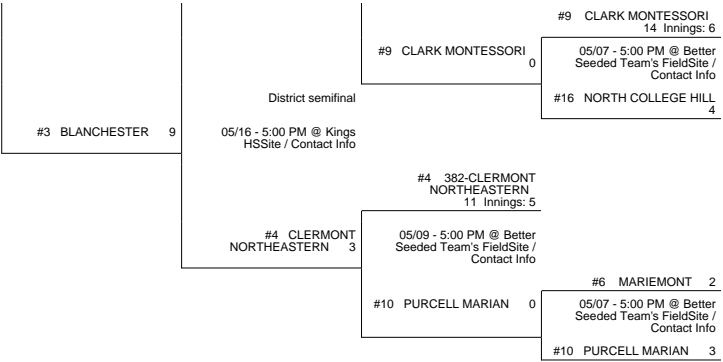 #9 CLARK MONTESSORI
14 Innings: 6
#9 CLARK MONTESSORI
0
05/07 - 5:00 PM @ Better
Seeded Team's FieldSite /
Contact Info
#16 NORTH COLLEGE HILL
4
District semifinal
#3 BLANCHESTER 9
05/16 - 5:00 PM @ Kings
HSSite / Contact Info
#4 382-CLERMONT
NORTHEASTERN
11 Innings: 5
#4 CLERMONT
NORTHEASTERN 3
05/09 - 5:00 PM @ Better
Seeded Team's FieldSite /
Contact Info
#6 MARIEMONT 2
#10 PURCELL MARIAN 0
05/07 - 5:00 PM @ Better
Seeded Team's FieldSite /
Contact Info
#10 PURCELL MARIAN 3